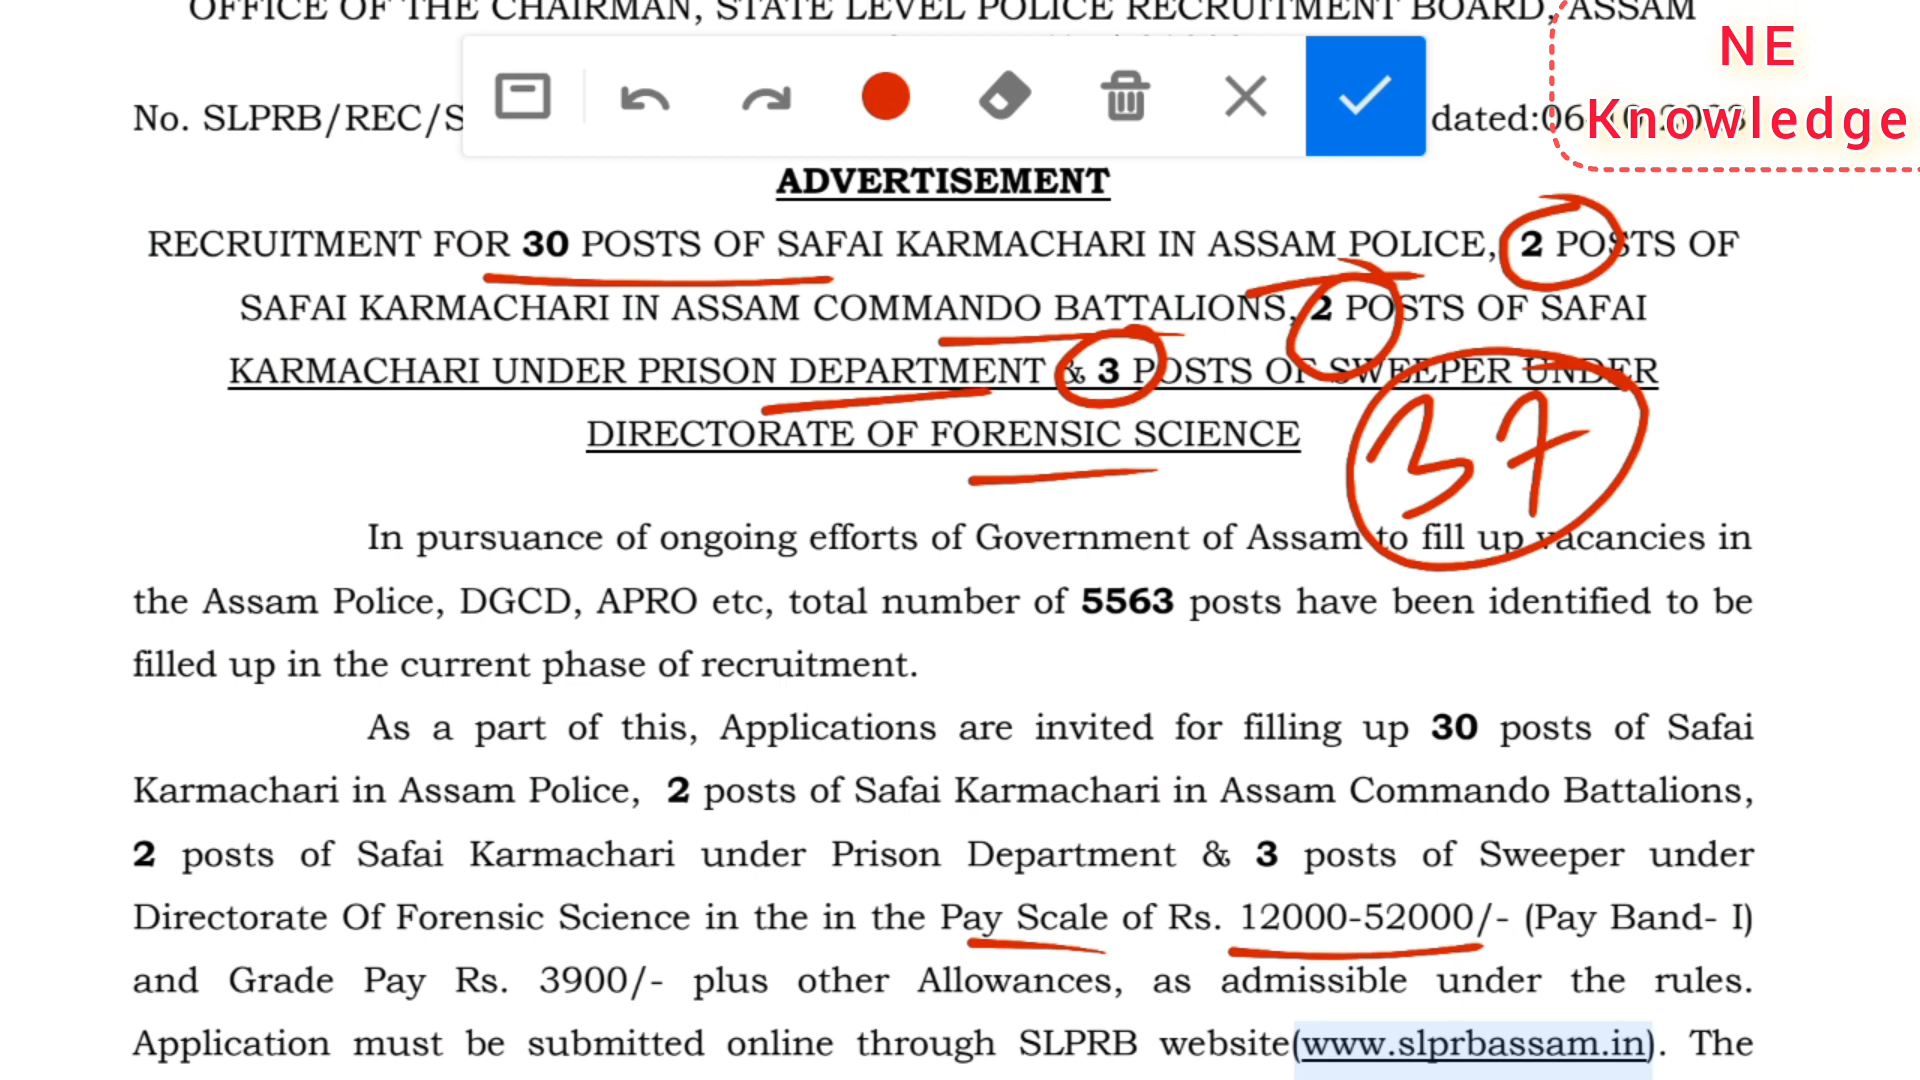 OFFICE OF THE CHAIRMAN, STATE LEVEL POLICE RECRUITMENT BOARD, ASSAM
NE
Knowledge
No. SLPRB/REC/S dated:06
ADVERTISEMENT
RECRUITMENT FOR 30 POSTS OF SAFAI KARMACHARI IN ASSAM POLICE, 2 POSTS OF
SAFAI KARMACHARI IN ASSAM COMMANDO BATTALIONS, 2 POSTS OF SAFAI
KARMACHARI UNDER PRISON DEPARTMENT & 3 POSTS OF SWEEPER UNDER
DIRECTORATE OF FORENSIC SCIENCE
37
In pursuance of ongoing efforts of Government of Assam to fill up vacancies in
the Assam Police, DGCD, APRO etc, total number of 5563 posts have been identified to be
filled up in the current phase of recruitment.
As a part of this, Applications are invited for filling up 30 posts of Safai
Karmachari in Assam Police, 2 posts of Safai Karmachari in Assam Commando Battalions,
2 posts of Safai Karmachari under Prison Department & 3 posts of Sweeper under
Directorate Of Forensic Science in the in the Pay Scale of Rs. 12000-52000/- (Pay Band- I)
and Grade Pay Rs. 3900/- plus other Allowances, as admissible under the rules.
Application must be submitted online through SLPRB website(www.slprbassam.in). The